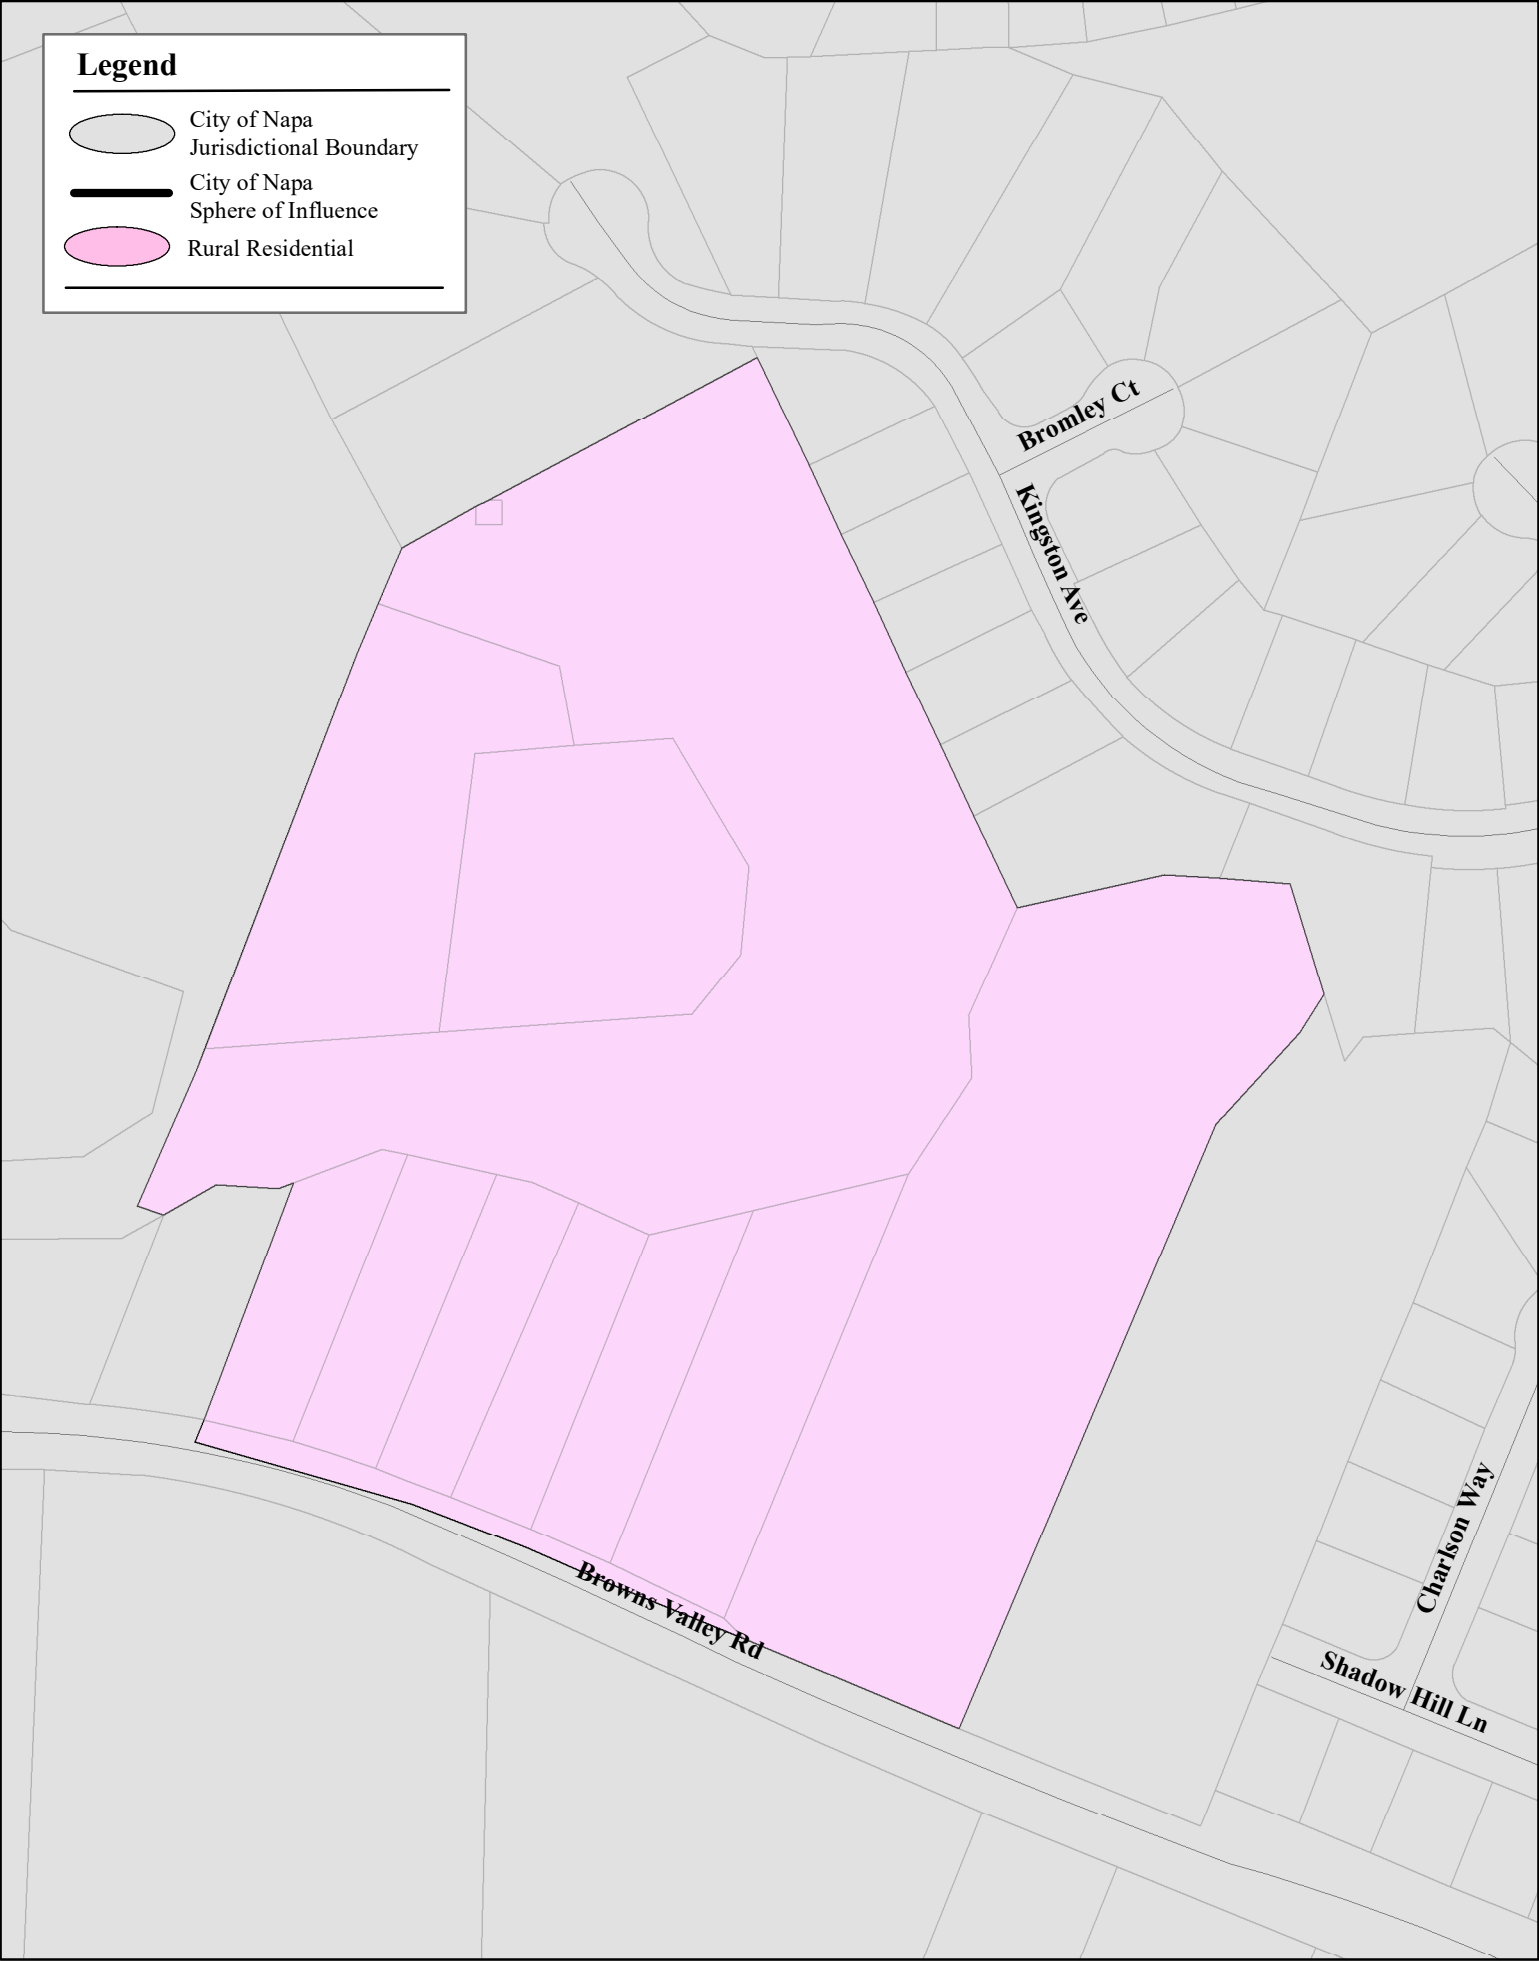 Legend
City of Napa
Jurisdictional Boundary
City of Napa
Sphere of Influence
Rural Residential
Bromley Ct
Kingston Ave
Charlson Way
Browns Valley Rd
Shadow Hill Ln